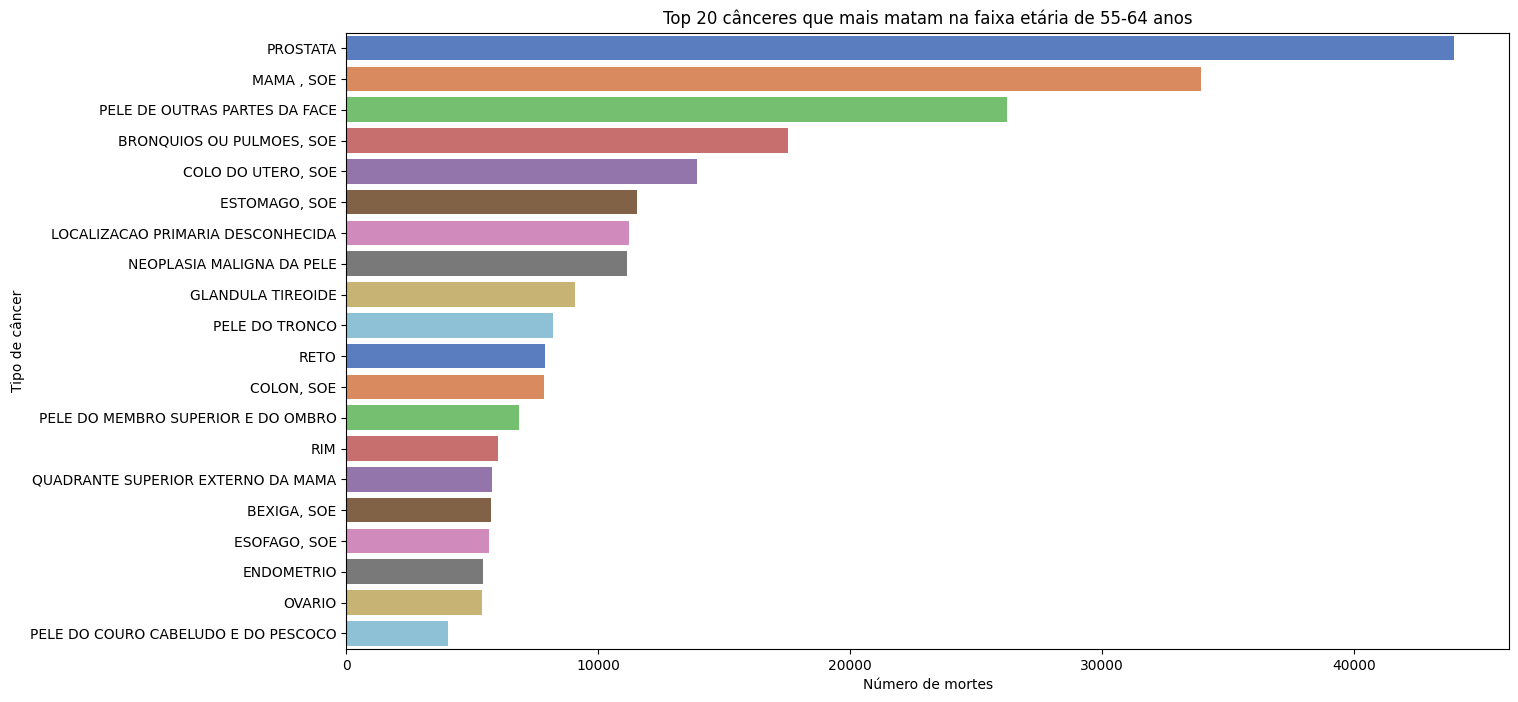 Top 20 cânceres que mais matam na faixa etária de 55-64 anos
Tipo de câncer
PROSTATA
MAMA , SOE
PELE DE OUTRAS PARTES DA FACE
BRONQUIOS OU PULMOES, SOE
COLO DO UTERO, SOE
ESTOMAGO, SOE
LOCALIZACAO PRIMARIA DESCONHECIDA
NEOPLASIA MALIGNA DA PELE
GLANDULA TIREOIDE
PELE DO TRONCO
RETO
COLON, SOE
PELE DO MEMBRO SUPERIOR E DO OMBRO
RIM
QUADRANTE SUPERIOR EXTERNO DA MAMA
BEXIGA, SOE
ESOFAGO, SOE
ENDOMETRIO
OVARIO
PELE DO COURO CABELUDO E DO PESCOCO
0 10000 20000 30000 40000
Número de mortes